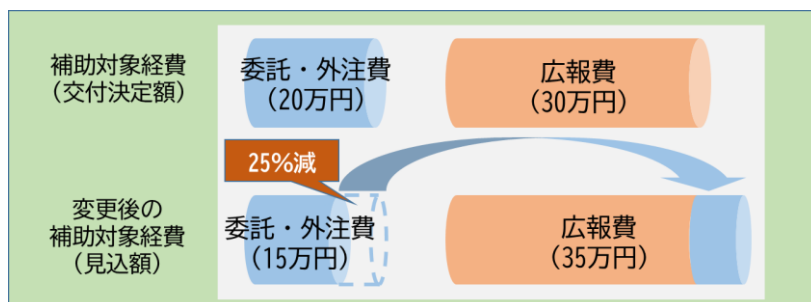 補助対象経費
（交付決定額）
委託・外注費
（20万円）
広報費
（30万円）
25%減
変更後の
補助対象経費
（見込額）
委託・外注費
（15万円）
広報費
（35万円）